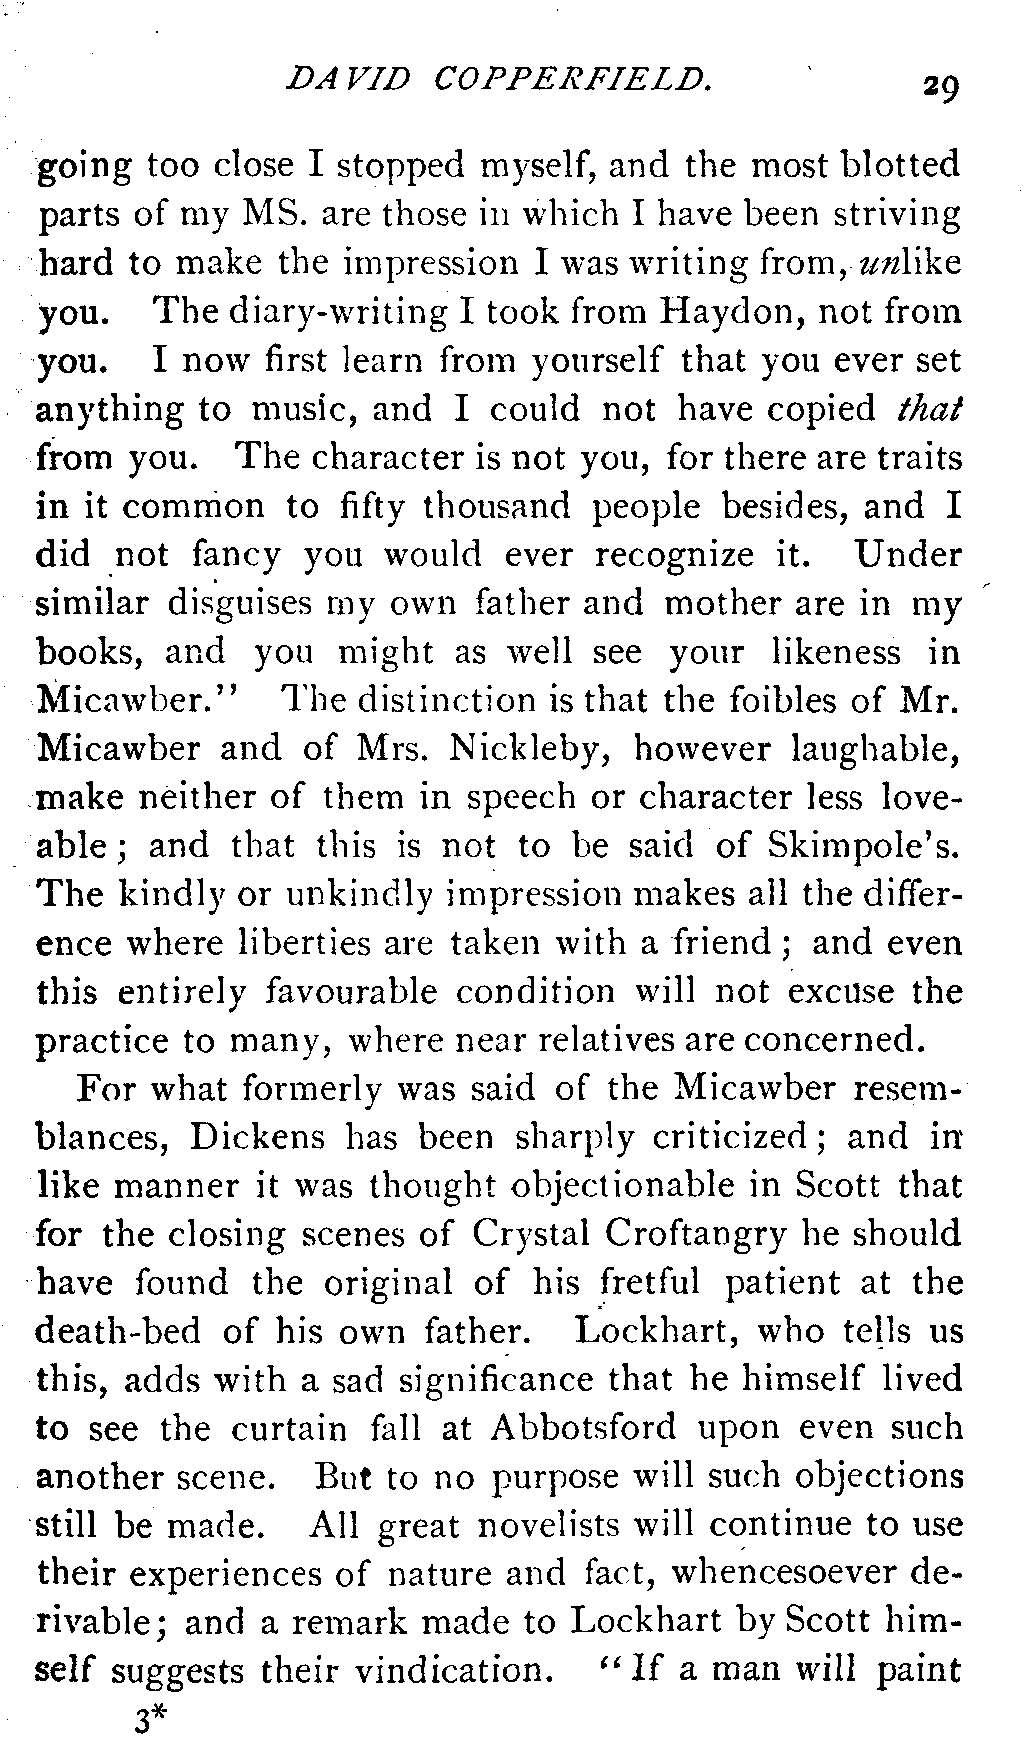 DAVID COPPERFIELD. 29
going too close I stopped myself, and the most blotted
parts of my MS. are those in which I have been striving
hard to make the impression I was writing from, unlike
you. The diary-writing I took from Haydon, not from
you. I now first learn from yourself that you ever set
anything to music, and I could not have copied that
from you. The character is not you, for there are traits
in it common to fifty thousand people besides, and I
did not fancy you would ever recognize it. Under
similar disguises my own father and mother are in my
books, and you might as well see your likeness in
Micawber." The distinction is that the foibles of Mr.
Micawber and of Mrs. Nickleby, however laughable,
make neither of them in speech or character less love-
able; and that this is not to be said of Skimpole's.
The kindly or unkindly impression makes all the differ-
ence where liberties are taken with a friend; and even
this entirely favourable condition will not excuse the
practice to many, where near relatives are concerned.
For what formerly was said of the Micawber resem-
blances, Dickens has been sharply criticized; and in
like manner it was thought objectionable in Scott that
for the closing scenes of Crystal Croftangry he should
have found the original of his fretful patient at the
death-bed of his own father. Lockhart, who tells us
this, adds with a sad significance that he himself lived
to see the curtain fall at Abbotsford upon even such
another scene. But to no purpose will such objections
still be made. All great novelists will continue to use
their experiences of nature and fact, whencesoever de-
rivable; and a remark made to Lockhart by Scott him-
self suggests their vindication. "If a man will paint
3*